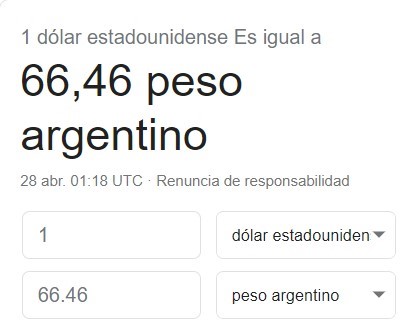 1 dólar estadounidense Es igual a
66,46 peso
argentino
28 abr. 01:18 UTC · Renuncia de responsabilidad
1 dólar estadouniden
66.46 peso argentino